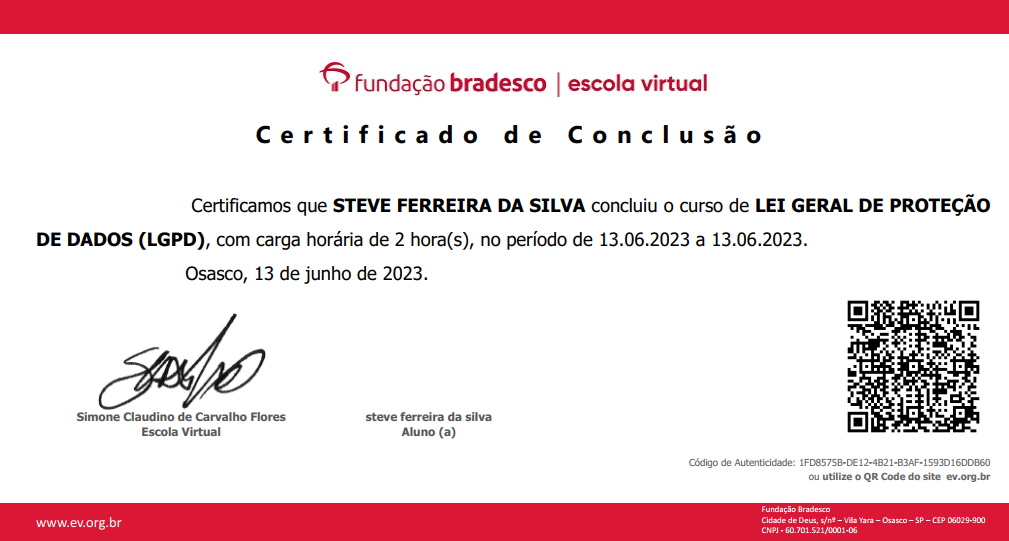 fundação bradesco | escola virtual
Certificado de Conclusão
Certificamos que STEVE FERREIRA DA SILVA concluiu o curso de LEI GERAL DE PROTEÇÃO
DE DADOS (LGPD), com carga horária de 2 hora(s), no período de 13.06.2023 a 13.06.2023.
Osasco, 13 de junho de 2023.
Simone Claudino de Carvalho Flores
Escola Virtual
steve ferreira da silva
Aluno (a)
Código de Autenticidade: 1FD8575B-DE12-4B21-B3AF-1593D16DDB60
ou utilize o QR Code do site ev.org.br
www.ev.org.br
Fundação Bradesco
Cidade de Deus, s/nº – Vila Yara – Osasco – SP – CEP 06029-900
CNPJ - 60.701.521/0001-06